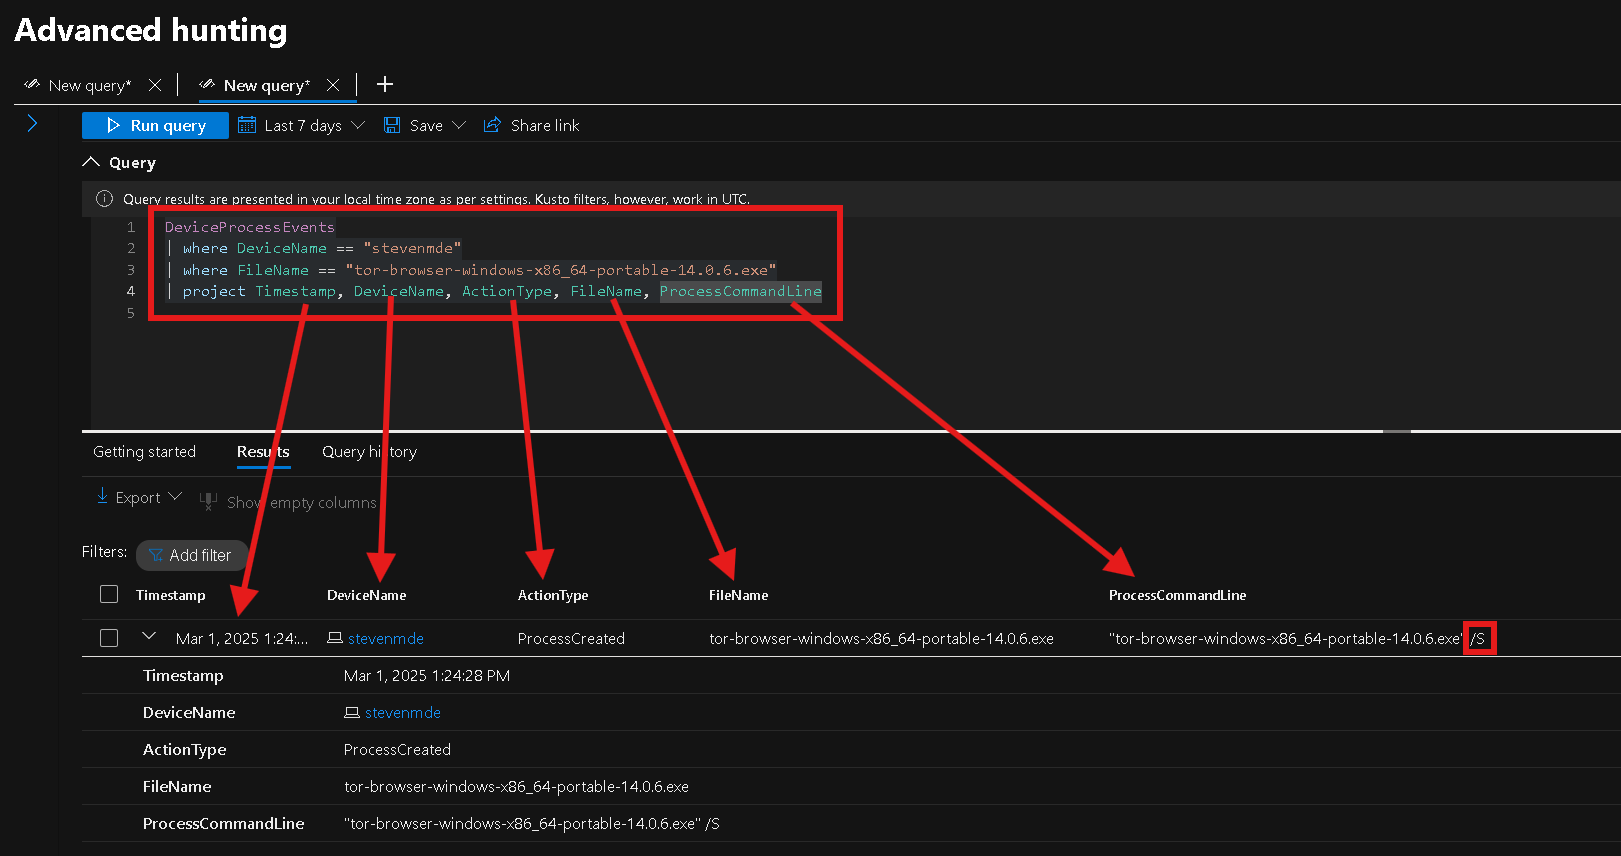 Advanced hunting
New query* New query*
Run query Last 7 days Save Share link
Query
Query results are presented in your local time zone as per settings. Kusto filters, however, work in UTC.
1 DeviceProcessEvents
2 | where DeviceName == "stevenmde"
3 | where FileName == "tor-browser-windows-x86_64-portable-14.0.6.exe"
4 | project Timestamp, DeviceName, ActionType, FileName, ProcessCommandLine
5
Getting started Results Query history
Export Show empty columns
Filters: Add filter
Timestamp DeviceName ActionType FileName ProcessCommandLine
Mar 1, 2025 1:24:... stevenmde ProcessCreated tor-browser-windows-x86_64-portable-14.0.6.exe "tor-browser-windows-x86_64-portable-14.0.6.exe" /S
Timestamp Mar 1, 2025 1:24:28 PM
DeviceName stevenmde
ActionType ProcessCreated
FileName tor-browser-windows-x86_64-portable-14.0.6.exe
ProcessCommandLine "tor-browser-windows-x86_64-portable-14.0.6.exe" /S